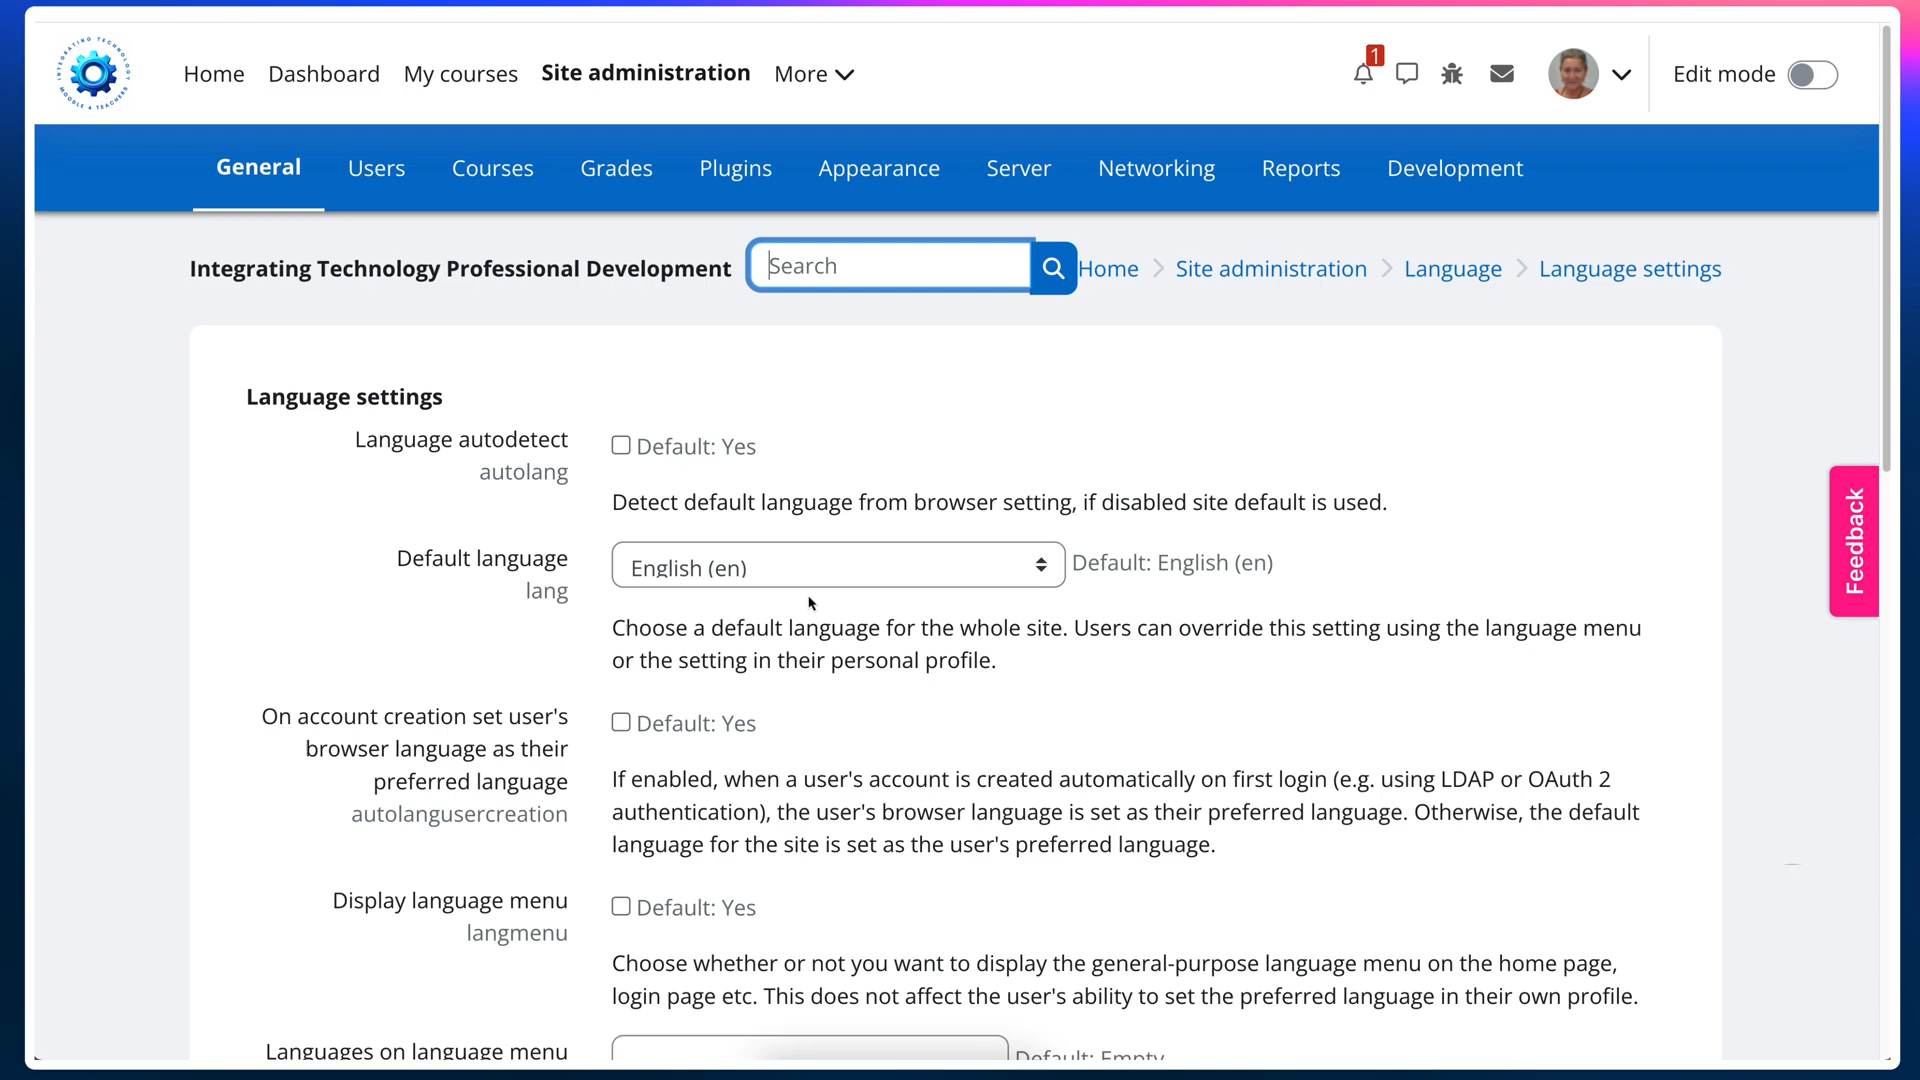 INTEGRATING TECHNOLOGY
MOODLE 4 TEACHERS
Home Dashboard My courses Site administration More
1
Edit mode
General Users Courses Grades Plugins Appearance Server Networking Reports Development
Integrating Technology Professional Development Search Home Site administration Language Language settings
Language settings
Language autodetect
autolang
Default: Yes
Detect default language from browser setting, if disabled site default is used.
Default language
lang
English (en) Default: English (en)
Choose a default language for the whole site. Users can override this setting using the language menu
or the setting in their personal profile.
On account creation set user's
browser language as their
preferred language
autolangusercreation
Default: Yes
If enabled, when a user's account is created automatically on first login (e.g. using LDAP or OAuth 2
authentication), the user's browser language is set as their preferred language. Otherwise, the default
language for the site is set as the user's preferred language.
Display language menu
langmenu
Default: Yes
Choose whether or not you want to display the general-purpose language menu on the home page,
login page etc. This does not affect the user's ability to set the preferred language in their own profile.
Languages on language menu
Default: Empty
Feedback